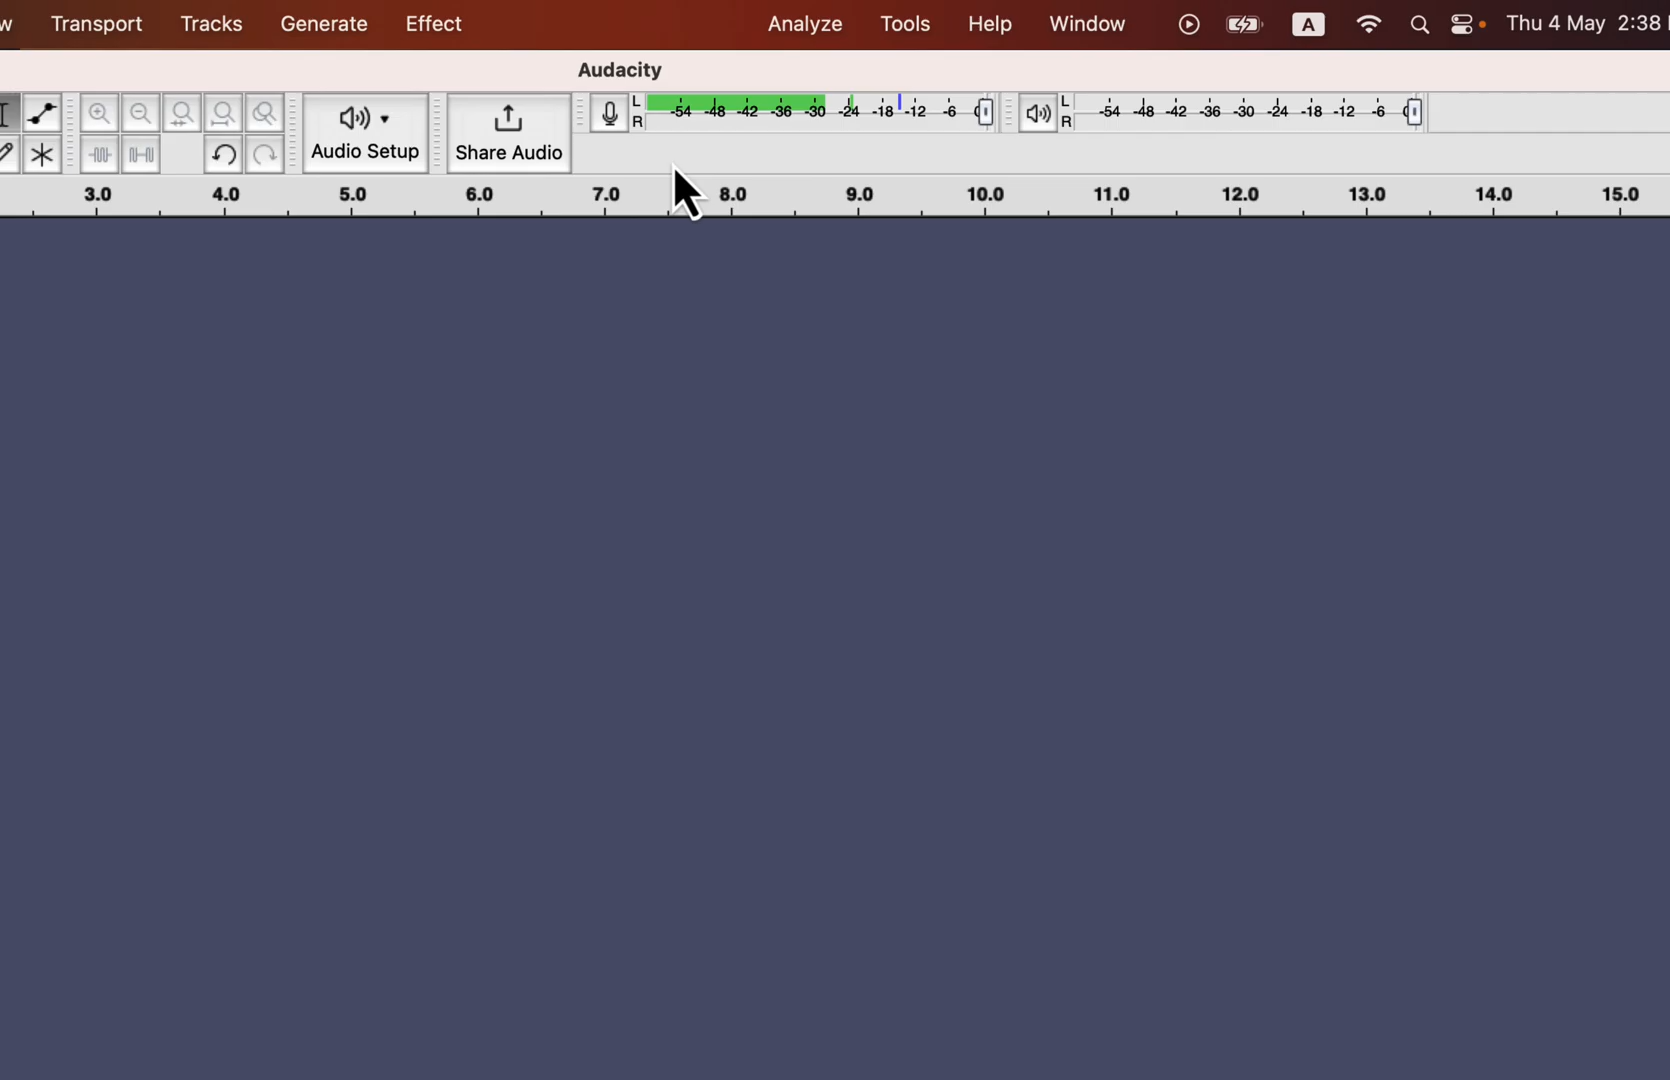 w Transport Tracks Generate Effect Analyze Tools Help Window A Thu 4 May 2:38
Audacity
L -54 -48 -42 -36 -30 -24 -18 -12 -6 0
R
L -54 -48 -42 -36 -30 -24 -18 -12 -6 0
R
Audio Setup
Share Audio
3.0 4.0 5.0 6.0 7.0 8.0 9.0 10.0 11.0 12.0 13.0 14.0 15.0